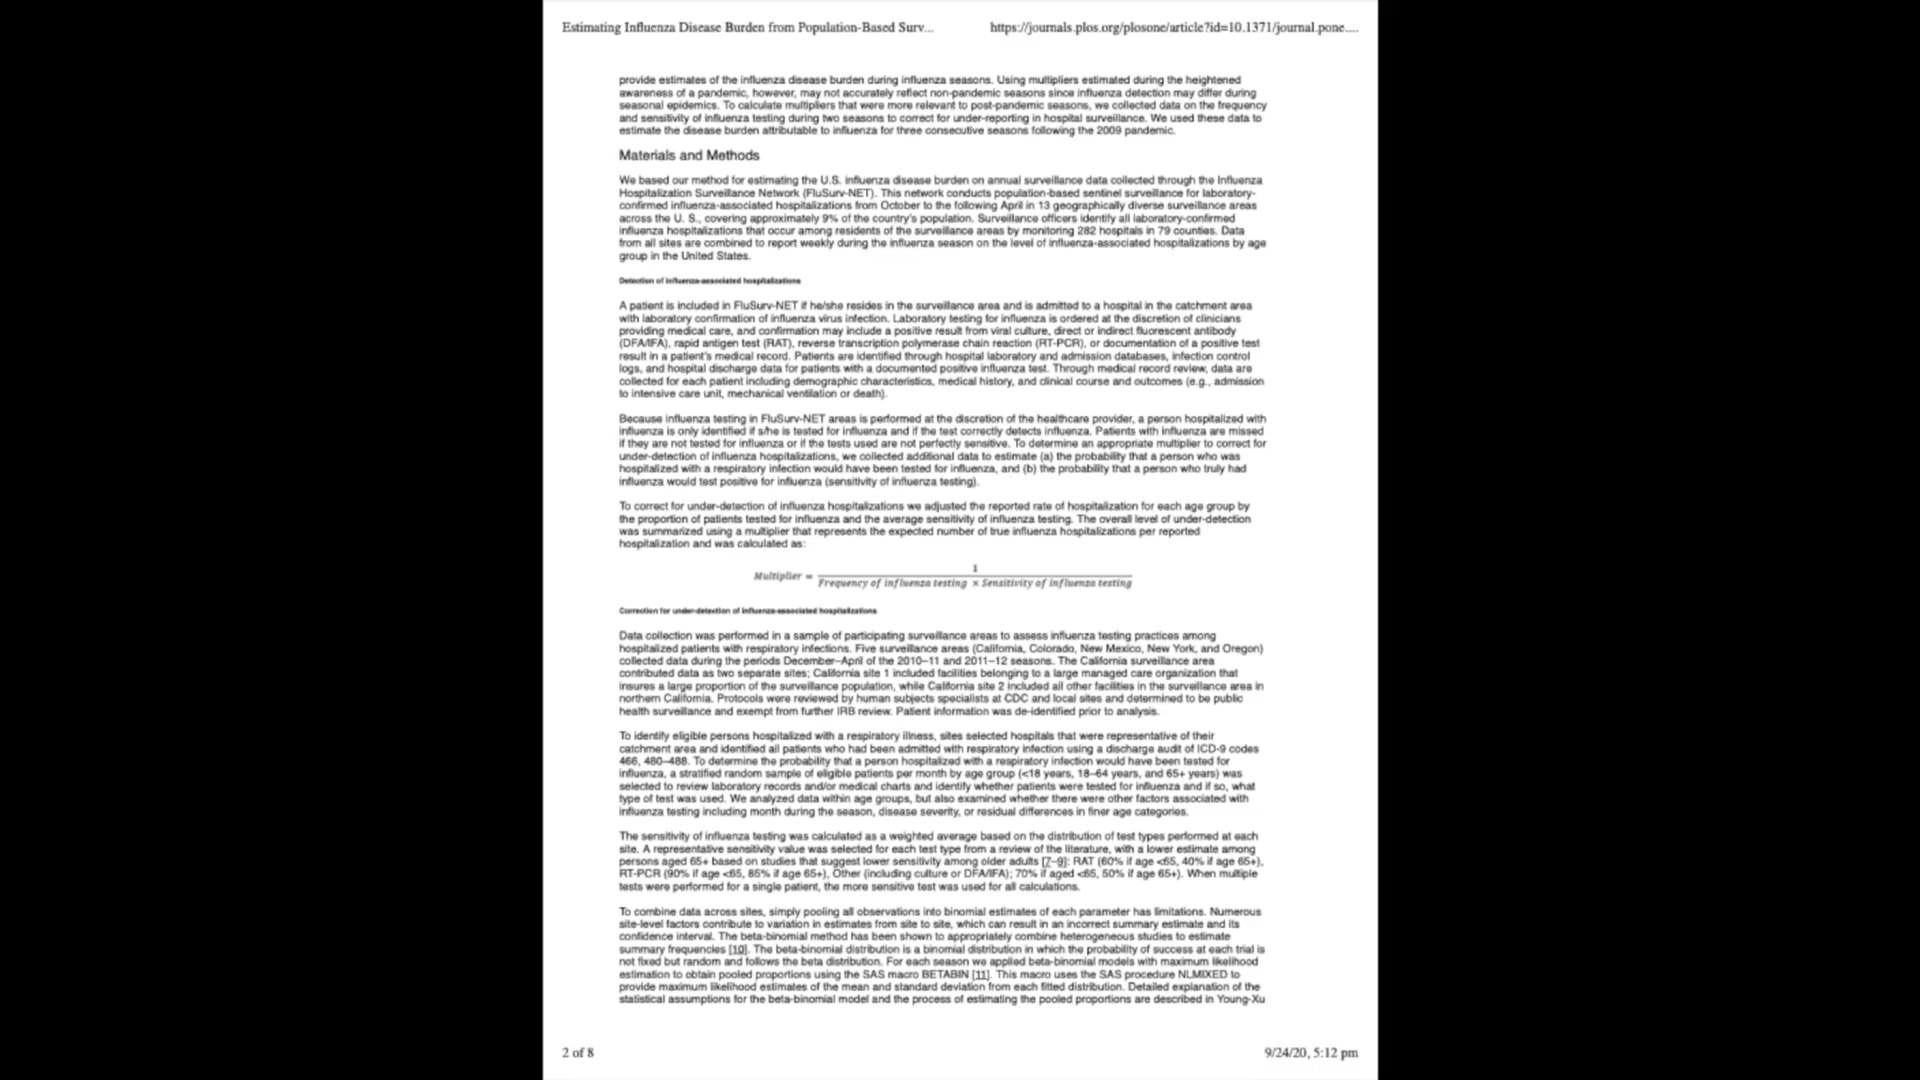 Estimating Influenza Disease Burden from Population-Based Surv...
https://journals.plos.org/plosone/article?id=10.1371/journal.pone....
provide estimates of the influenza disease burden during influenza seasons. Using multipliers estimated during the heightened
awareness of a pandemic, however, may not accurately reflect non-pandemic seasons since influenza detection may differ during
seasonal epidemics. To calculate multipliers that were more relevant to post-pandemic seasons, we collected data on the frequency
and sensitivity of influenza testing during two seasons to correct for under-reporting in hospital surveillance. We used these data to
estimate the disease burden attributable to influenza for three consecutive seasons following the 2009 pandemic.
Materials and Methods
We based our method for estimating the U.S. influenza disease burden on annual surveillance data collected through the Influenza
Hospitalization Surveillance Network (FluSurv-NET). This network conducts population-based sentinel surveillance for laboratory-
confirmed influenza-associated hospitalizations from October to the following April in 13 geographically diverse surveillance areas
across the U. S., covering approximately 9% of the country's population. Surveillance officers identify all laboratory-confirmed
influenza hospitalizations that occur among residents of the surveillance areas by monitoring 282 hospitals in 79 counties. Data
from all sites are combined to report weekly during the influenza season on the level of influenza-associated hospitalizations by age
group in the United States.
Detection of influenza-associated hospitalizations
A patient is included in FluSurv-NET if he/she resides in the surveillance area and is admitted to a hospital in the catchment area
with laboratory confirmation of influenza virus infection. Laboratory testing for influenza is ordered at the discretion of clinicians
providing medical care, and confirmation may include a positive result from viral culture, direct or indirect fluorescent antibody
(DFA/IFA), rapid antigen test (RAT), reverse transcription polymerase chain reaction (RT-PCR), or documentation of a positive test
result in a patient's medical record. Patients are identified through hospital laboratory and admission databases, infection control
logs, and hospital discharge data for patients with a documented positive influenza test. Through medical record review, data are
collected for each patient including demographic characteristics, medical history, and clinical course and outcomes (e.g., admission
to intensive care unit, mechanical ventilation or death).
Because influenza testing in FluSurv-NET areas is performed at the discretion of the healthcare provider, a person hospitalized with
influenza is only identified if s/he is tested for influenza and if the test correctly detects influenza. Patients with influenza are missed
if they are not tested for influenza or if the tests used are not perfectly sensitive. To determine an appropriate multiplier to correct for
under-detection of influenza hospitalizations, we collected additional data to estimate (a) the probability that a person who was
hospitalized with a respiratory infection would have been tested for influenza, and (b) the probability that a person who truly had
influenza would test positive for influenza (sensitivity of influenza testing).
To correct for under-detection of influenza hospitalizations we adjusted the reported rate of hospitalization for each age group by
the proportion of patients tested for influenza and the average sensitivity of influenza testing. The overall level of under-detection
was summarized using a multiplier that represents the expected number of true influenza hospitalizations per reported
hospitalization and was calculated as:
1
Multiplier =
Frequency of influenza testing × Sensitivity of influenza testing
Correction for under-detection of influenza-associated hospitalizations
Data collection was performed in a sample of participating surveillance areas to assess influenza testing practices among
hospitalized patients with respiratory infections. Five surveillance areas (California, Colorado, New Mexico, New York, and Oregon)
collected data during the periods December–April of the 2010–11 and 2011–12 seasons. The California surveillance area
contributed data as two separate sites; California site 1 included facilities belonging to a large managed care organization that
insures a large proportion of the surveillance population, while California site 2 included all other facilities in the surveillance area in
northern California. Protocols were reviewed by human subjects specialists at CDC and local sites and determined to be public
health surveillance and exempt from further IRB review. Patient information was de-identified prior to analysis.
To identify eligible persons hospitalized with a respiratory illness, sites selected hospitals that were representative of their
catchment area and identified all patients who had been admitted with respiratory infection using a discharge audit of ICD-9 codes
466, 480–488. To determine the probability that a person hospitalized with a respiratory infection would have been tested for
influenza, a stratified random sample of eligible patients per month by age group (<18 years, 18–64 years, and 65+ years) was
selected to review laboratory records and/or medical charts and identify whether patients were tested for influenza and if so, what
type of test was used. We analyzed data within age groups, but also examined whether there were other factors associated with
influenza testing including month during the season, disease severity, or residual differences in finer age categories.
The sensitivity of influenza testing was calculated as a weighted average based on the distribution of test types performed at each
site. A representative sensitivity value was selected for each test type from a review of the literature, with a lower estimate among
persons aged 65+ based on studies that suggest lower sensitivity among older adults [7–9]: RAT (60% if age <65, 40% if age 65+),
RT-PCR (90% if age <65, 85% if age 65+), Other (including culture or DFA/IFA); 70% if aged <65, 50% if age 65+). When multiple
tests were performed for a single patient, the more sensitive test was used for all calculations.
To combine data across sites, simply pooling all observations into binomial estimates of each parameter has limitations. Numerous
site-level factors contribute to variation in estimates from site to site, which can result in an incorrect summary estimate and its
confidence interval. The beta-binomial method has been shown to appropriately combine heterogeneous studies to estimate
summary frequencies [10]. The beta-binomial distribution is a binomial distribution in which the probability of success at each trial is
not fixed but random and follows the beta distribution. For each season we applied beta-binomial models with maximum likelihood
estimation to obtain pooled proportions using the SAS macro BETABIN [11]. This macro uses the SAS procedure NLMIXED to
provide maximum likelihood estimates of the mean and standard deviation from each fitted distribution. Detailed explanation of the
statistical assumptions for the beta-binomial model and the process of estimating the pooled proportions are described in Young-Xu
2 of 8
9/24/20, 5:12 pm